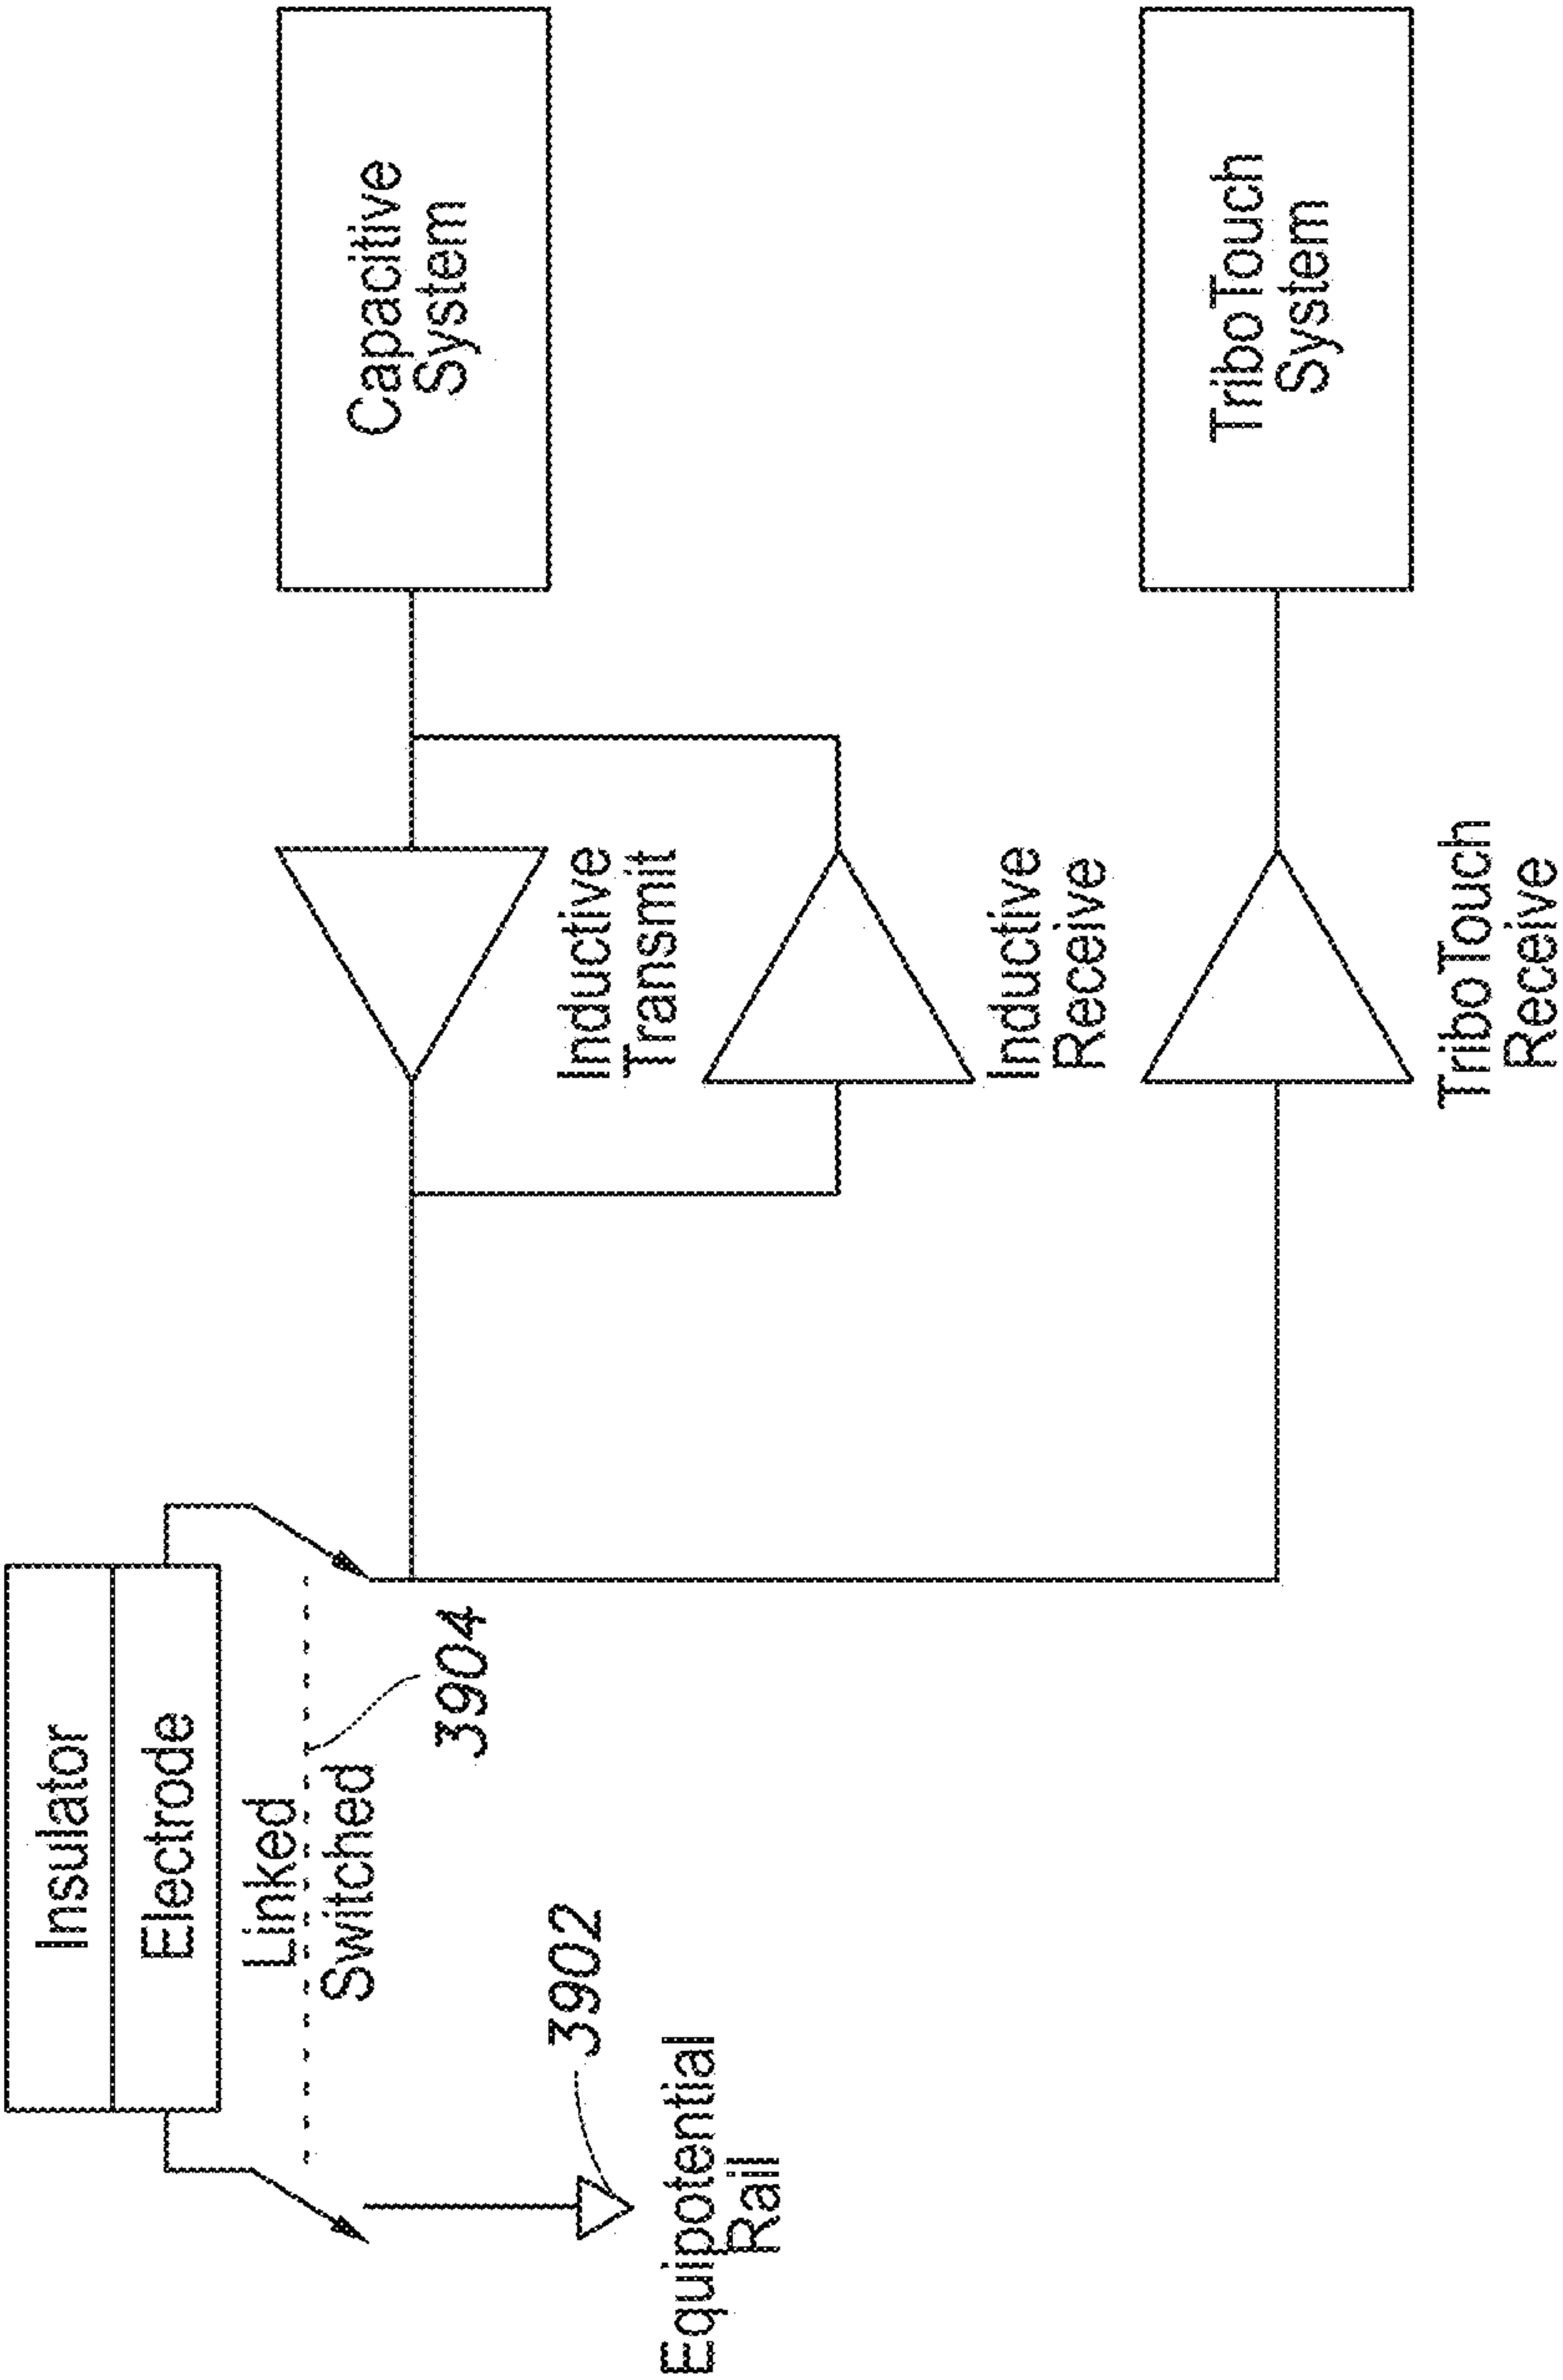 Insulator
Electrode
Linked
Switched
3904
3902
Equipotential
Rail
Capacitive
System
Inductive
Transmit
Inductive
Receive
TriboTouch
System
TriboTouch
Receive